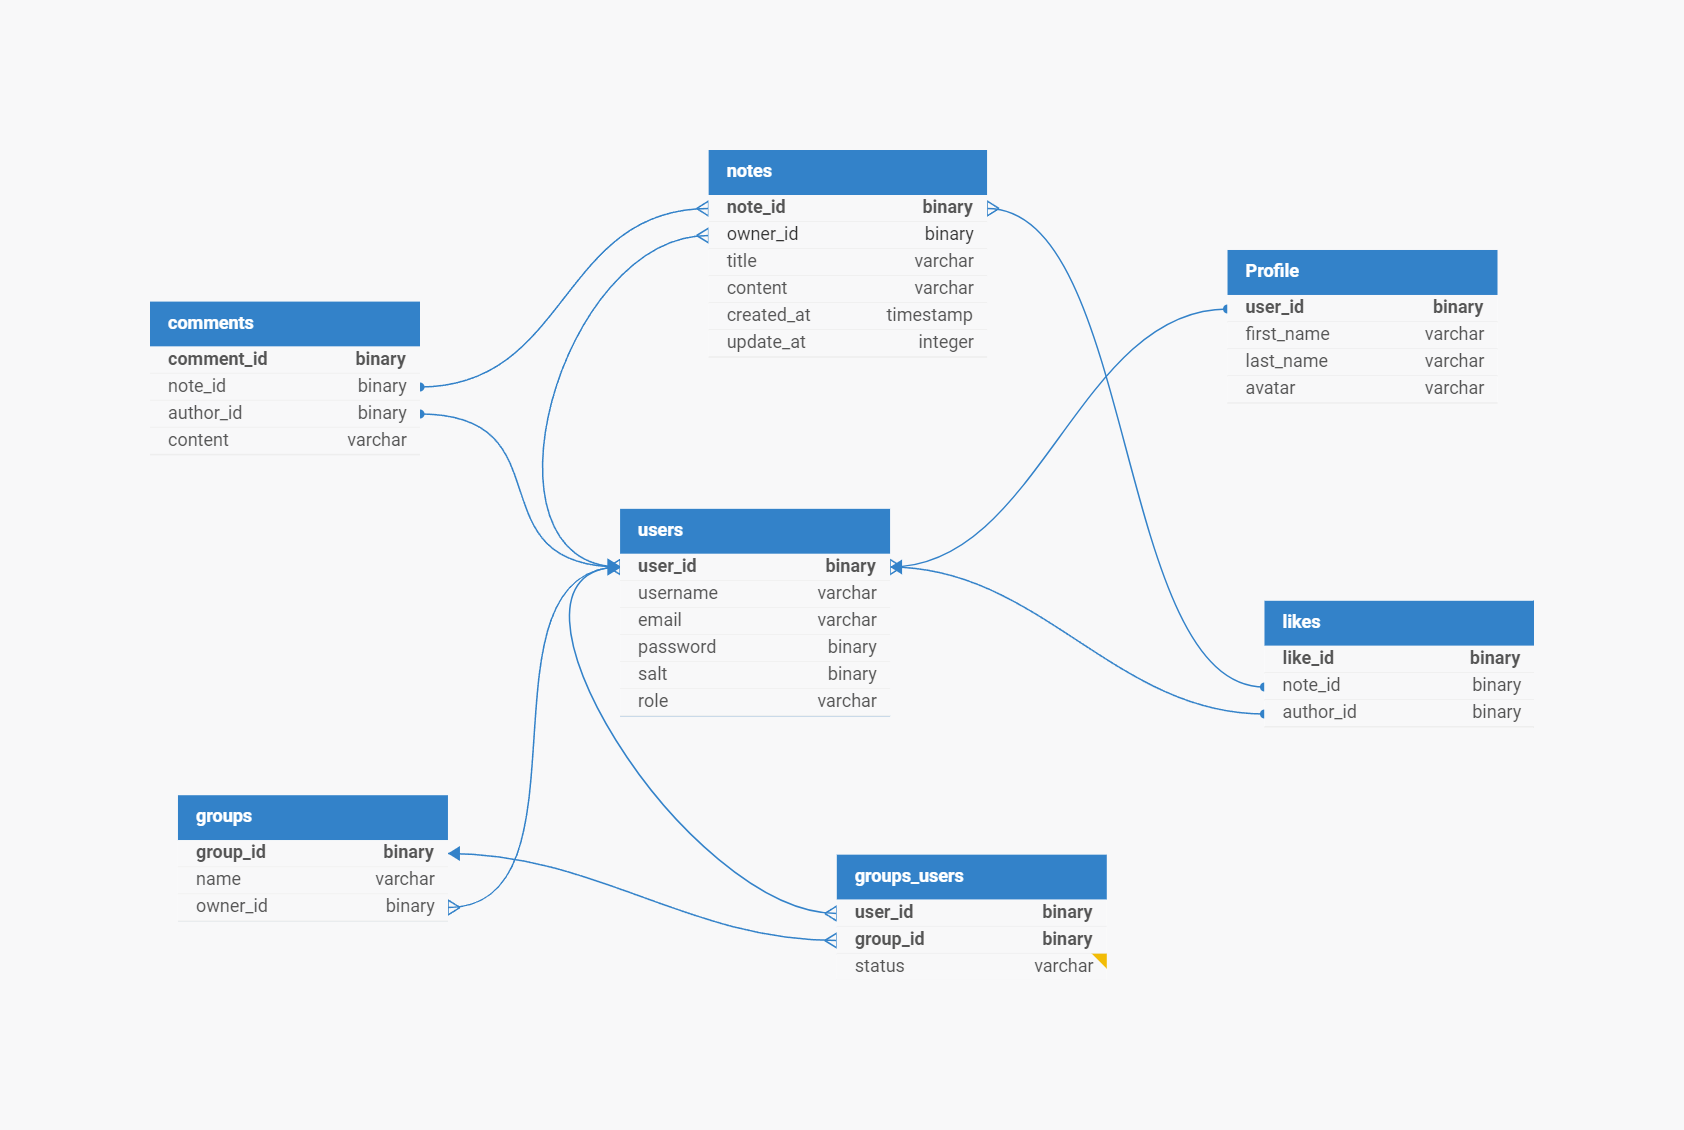 notes
note_id binary
owner_id binary
title varchar
content varchar
created_at timestamp
update_at integer
Profile
user_id binary
first_name varchar
last_name varchar
avatar varchar
comments
comment_id binary
note_id binary
author_id binary
content varchar
users
user_id binary
username varchar
email varchar
password binary
salt binary
role varchar
likes
like_id binary
note_id binary
author_id binary
groups
group_id binary
name varchar
owner_id binary
groups_users
user_id binary
group_id binary
status varchar